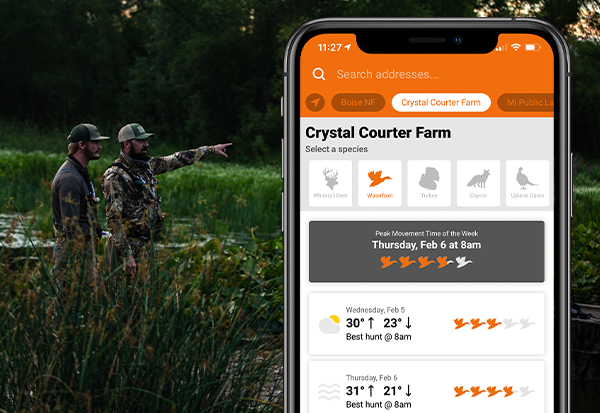 11:27
Search addresses...
Boise NF
Crystal Courter Farm
Mi Public La
Crystal Courter Farm
Select a species
Whitetail Deer
Waterfowl
Turkey
Coyote
Upland Game
Peak Movement Time of the Week
Thursday, Feb 6 at 8am
Wednesday, Feb 5
30° ↑ 23° ↓
Best hunt @ 8am
Thursday, Feb 6
31° ↑ 21° ↓
Best hunt @ 8am